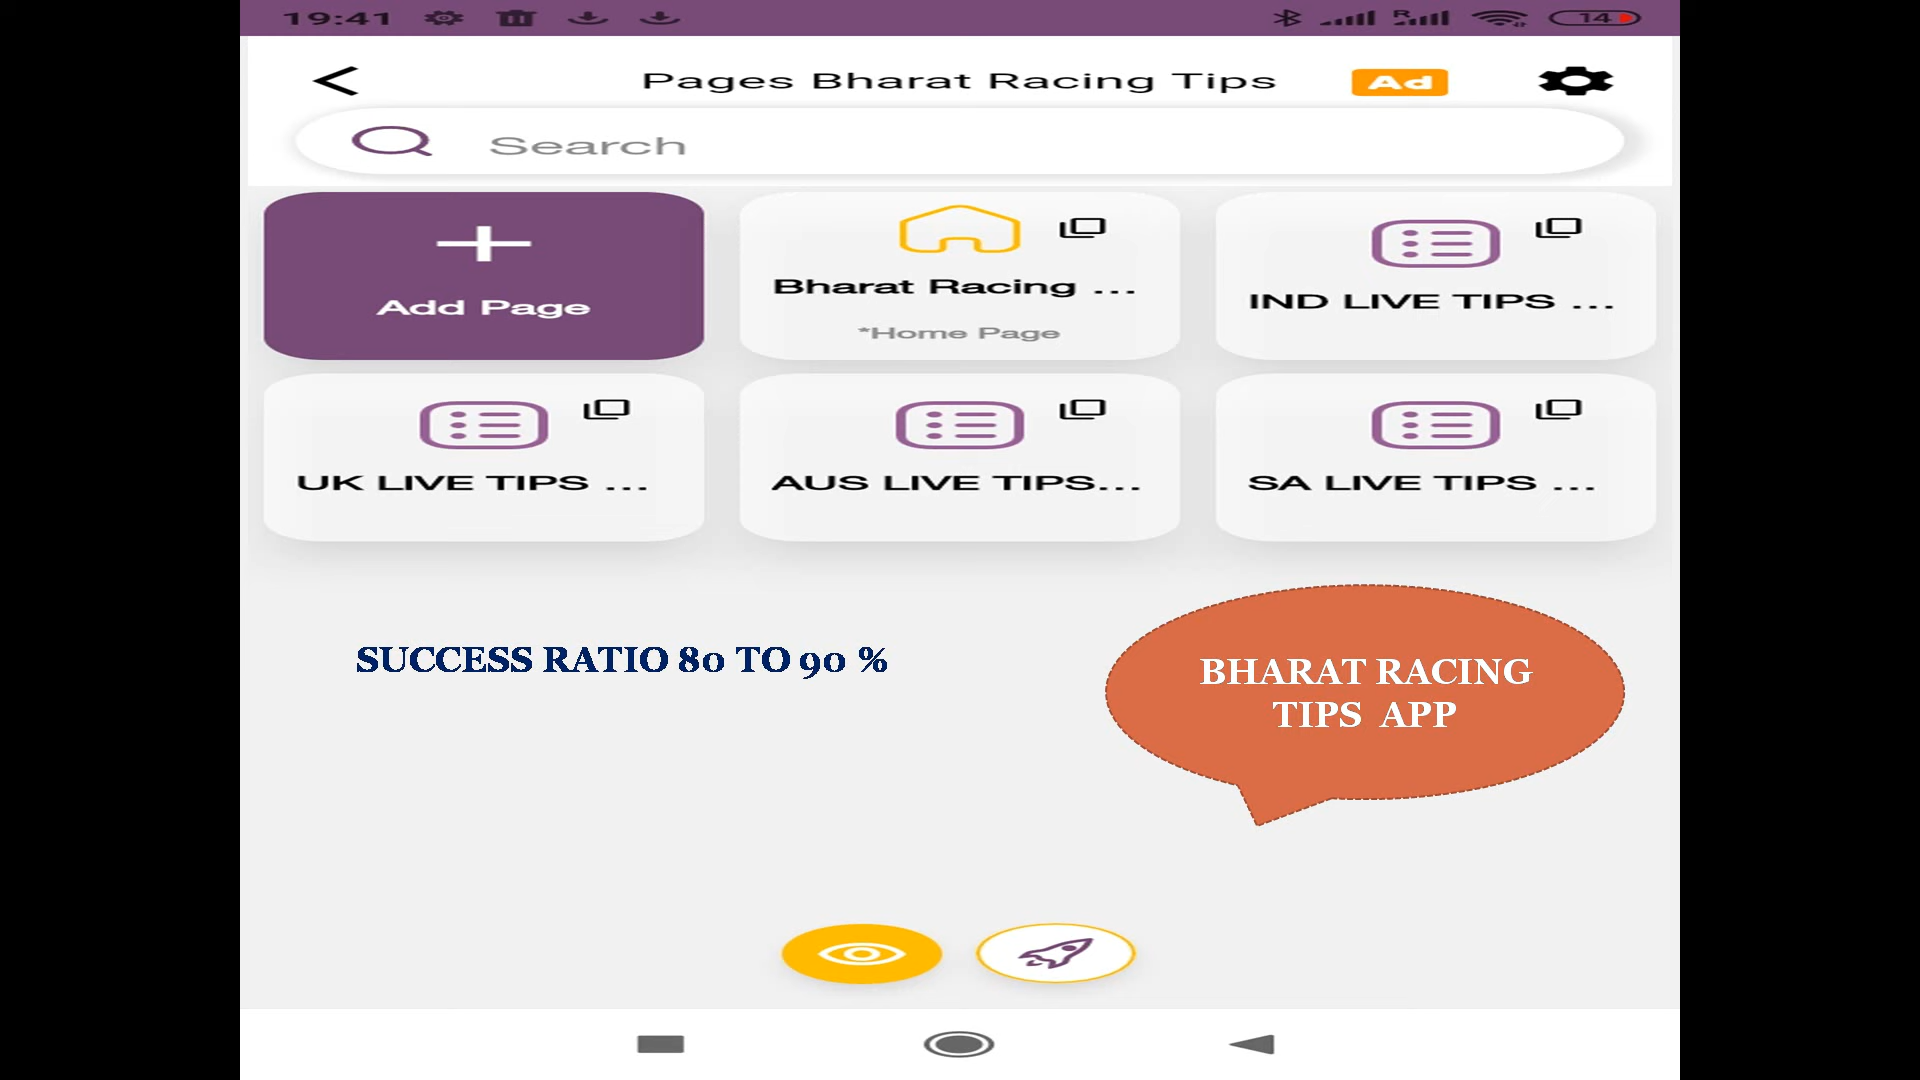 19:41
R
14
Pages Bharat Racing Tips
Ad
Search
Add Page
Bharat Racing ...
*Home Page
IND LIVE TIPS ...
UK LIVE TIPS ...
AUS LIVE TIPS...
SA LIVE TIPS ...
SUCCESS RATIO 80 TO 90 %
BHARAT RACING
TIPS APP